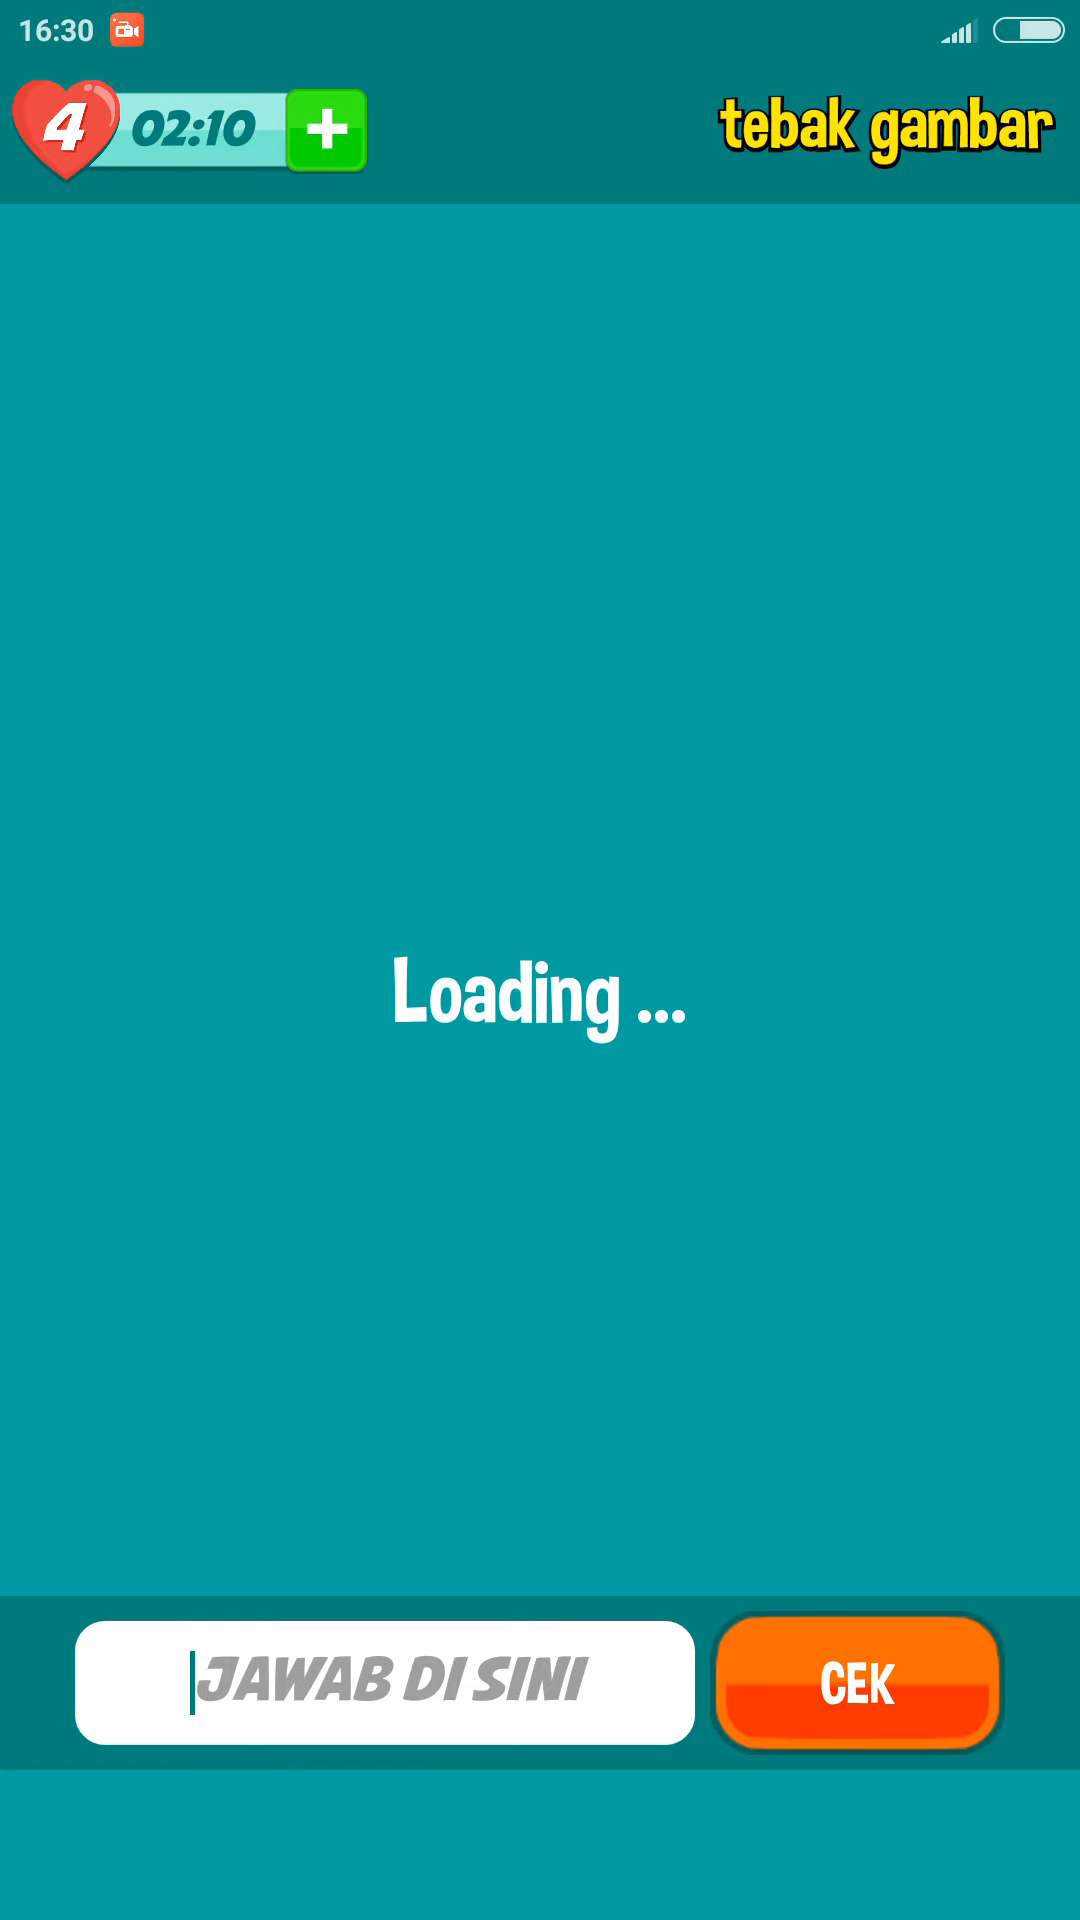 16:30
4 02:10 +
tebak gambar
Loading ...
JAWAB DI SINI
CEK